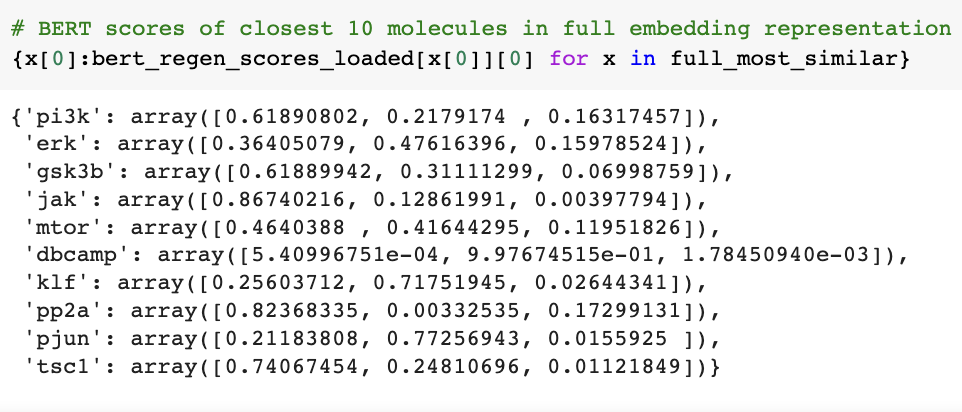 # BERT scores of closest 10 molecules in full embedding representation
{x[0]:bert_regen_scores_loaded[x[0]][0] for x in full_most_similar}
{'pi3k': array([0.61890802, 0.2179174 , 0.16317457]),
 'erk': array([0.36405079, 0.47616396, 0.15978524]),
 'gsk3b': array([0.61889942, 0.31111299, 0.06998759]),
 'jak': array([0.86740216, 0.12861991, 0.00397794]),
 'mtor': array([0.4640388 , 0.41644295, 0.11951826]),
 'dbcamp': array([5.40996751e-04, 9.97674515e-01, 1.78450940e-03]),
 'klf': array([0.25603712, 0.71751945, 0.02644341]),
 'pp2a': array([0.82368335, 0.00332535, 0.17299131]),
 'pjun': array([0.21183808, 0.77256943, 0.0155925 ]),
 'tsc1': array([0.74067454, 0.24810696, 0.01121849])}